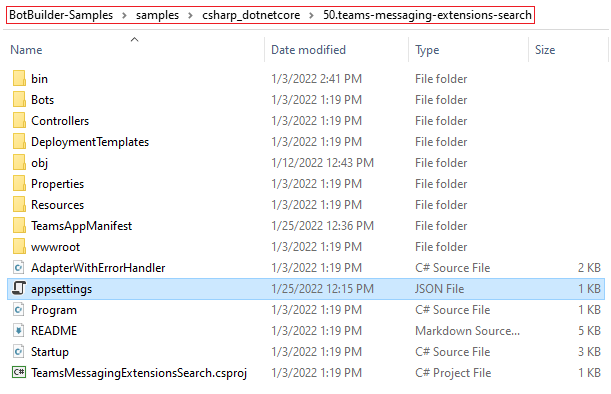 BotBuilder-Samples > samples > csharp_dotnetcore > 50.teams-messaging-extensions-search
Name Date modified Type Size
bin 1/3/2022 2:41 PM File folder
Bots 1/3/2022 1:19 PM File folder
Controllers 1/3/2022 1:19 PM File folder
DeploymentTemplates 1/3/2022 1:19 PM File folder
obj 1/12/2022 12:43 PM File folder
Properties 1/3/2022 1:19 PM File folder
Resources 1/3/2022 1:19 PM File folder
TeamsAppManifest 1/25/2022 12:36 PM File folder
wwwroot 1/3/2022 1:19 PM File folder
AdapterWithErrorHandler 1/3/2022 1:19 PM C# Source File 2 KB
appsettings 1/25/2022 12:15 PM JSON File 1 KB
Program 1/3/2022 1:19 PM C# Source File 1 KB
README 1/3/2022 1:19 PM Markdown Source... 5 KB
Startup 1/3/2022 1:19 PM C# Source File 3 KB
C# TeamsMessagingExtensionsSearch.csproj 1/3/2022 1:19 PM C# Project File 1 KB